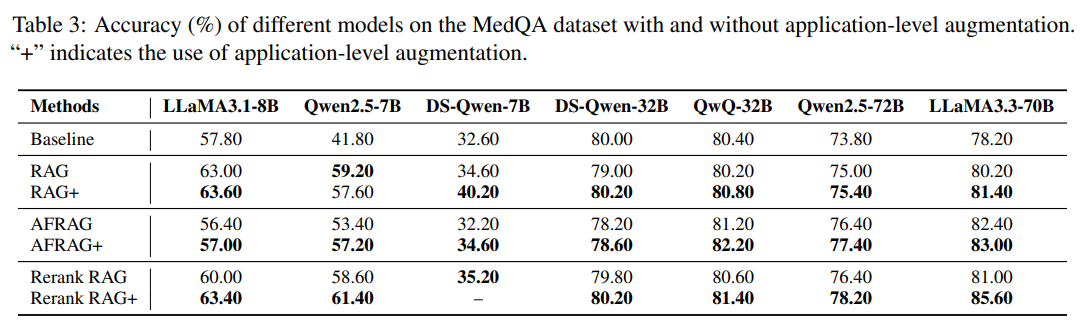 Table 3: Accuracy (%) of different models on the MedQA dataset with and without application-level augmentation.
“+” indicates the use of application-level augmentation.
Methods LLaMA3.1-8B Qwen2.5-7B DS-Qwen-7B DS-Qwen-32B QwQ-32B Qwen2.5-72B LLaMA3.3-70B
Baseline 57.80 41.80 32.60 80.00 80.40 73.80 78.20
RAG 63.00 59.20 34.60 79.00 80.20 75.00 80.20
RAG+ 63.60 57.60 40.20 80.20 80.80 75.40 81.40
AFRAG 56.40 53.40 32.20 78.20 81.20 76.40 82.40
AFRAG+ 57.00 57.20 34.60 78.60 82.20 77.40 83.00
Rerank RAG 60.00 58.60 35.20 79.80 80.60 76.40 81.00
Rerank RAG+ 63.40 61.40 – 80.20 81.40 78.20 85.60